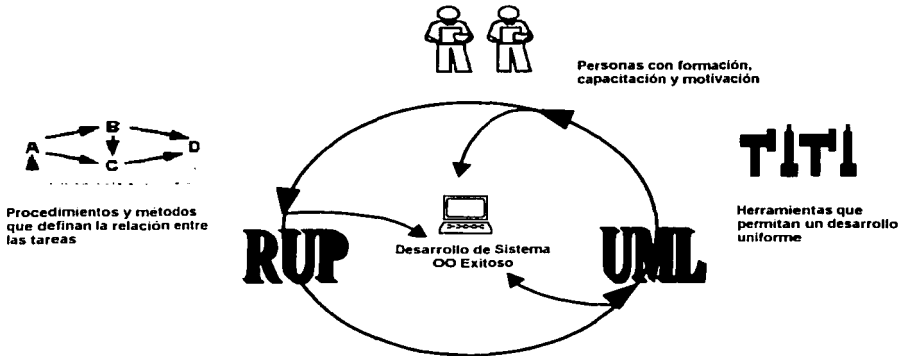 Personas con formación,
capacitación y motivación
B
A
D
C
Procedimientos y métodos
que definan la relación entre
las tareas
Herramientas que
permitan un desarrollo
uniforme
RUP
Desarrollo de Sistema
OO Exitoso
UML